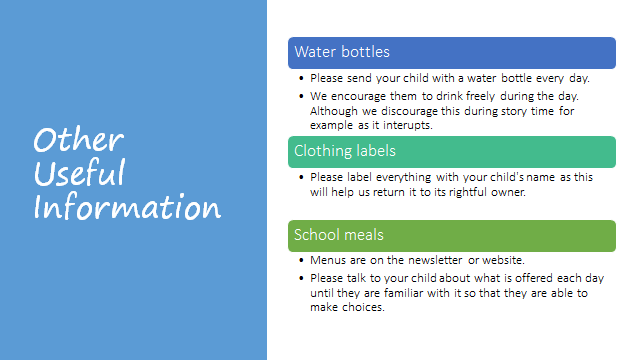 Other
Useful
Information
Water bottles
• Please send your child with a water bottle every day.
• We encourage them to drink freely during the day.
Although we discourage this during story time for
example as it interupts.
Clothing labels
• Please label everything with your child's name as this
will help us return it to its rightful owner.
School meals
• Menus are on the newsletter or website.
• Please talk to your child about what is offered each day
until they are familiar with it so that they are able to
make choices.